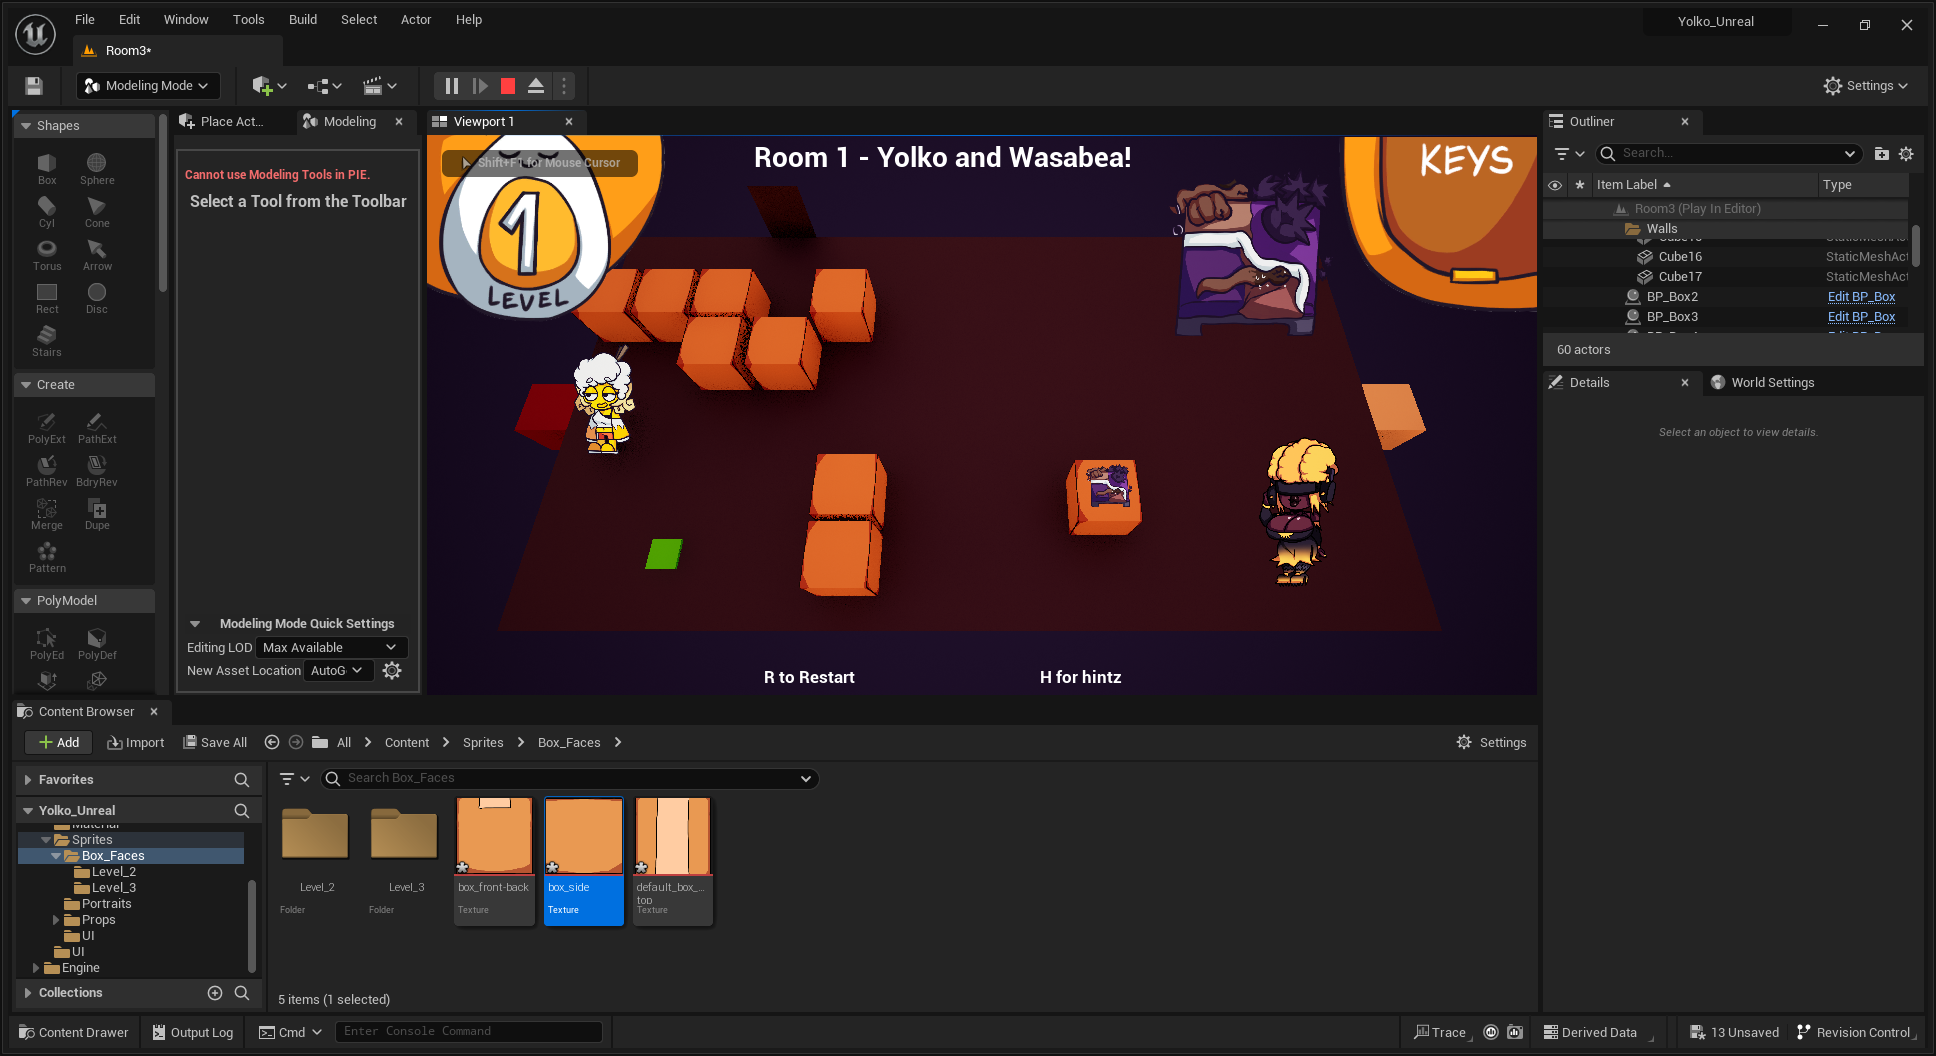 File Edit Window Tools Build Select Actor Help
Yolko_Unreal
Room3*
Modeling Mode
Settings
Shapes
Box Sphere
Cyl Cone
Torus Arrow
Rect Disc
Stairs
Create
PolyExt PathExt
PathRev BdryRev
Merge Dupe
Pattern
PolyModel
PolyEd PolyDef
Place Act...
Modeling
Cannot use Modeling Tools in PIE.
Select a Tool from the Toolbar
Modeling Mode Quick Settings
Editing LOD Max Available
New Asset Location AutoG
Viewport 1
Shift+F1 for Mouse Cursor
Room 1 - Yolko and Wasabea!
1
LEVEL
KEYS
R to Restart
H for hintz
Outliner
Search...
Item Label Type
Room3 (Play In Editor)
Walls
Cube16 StaticMeshAct
Cube17 StaticMeshAct
BP_Box2 Edit BP_Box
BP_Box3 Edit BP_Box
60 actors
Details
World Settings
Select an object to view details.
Content Browser
Add Import Save All All Content Sprites Box_Faces
Settings
Favorites
Yolko_Unreal
Material
Sprites
Box_Faces
Level_2
Level_3
Portraits
Props
UI
UI
Engine
Collections
Search Box_Faces
Level_2
Folder
Level_3
Folder
box_front-back
Texture
box_side
Texture
default_box_...
top
Texture
5 items (1 selected)
Content Drawer Output Log Cmd Enter Console Command
Trace Derived Data 13 Unsaved Revision Control